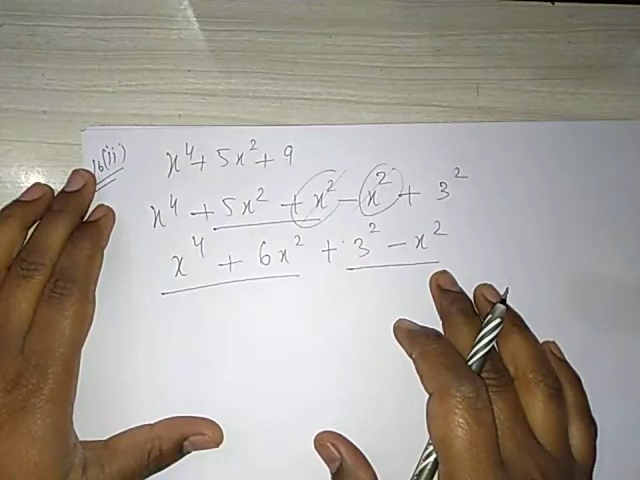 16(ii)
x⁴ + 5x² + 9
x⁴ + 5x² + x² - x² + 3²
x⁴ + 6x² + 3² - x²